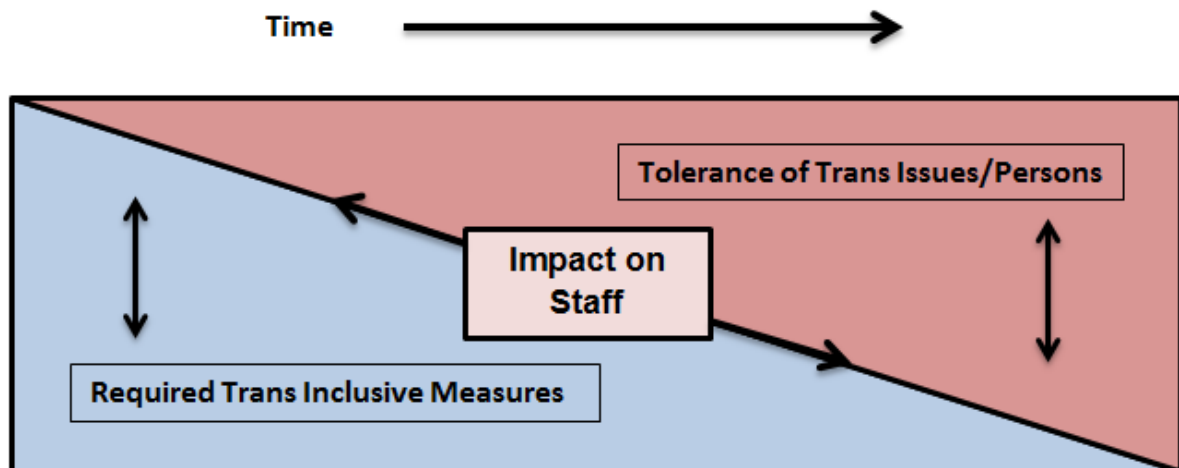 Time
Tolerance of Trans Issues/Persons
Impact on
Staff
Required Trans Inclusive Measures